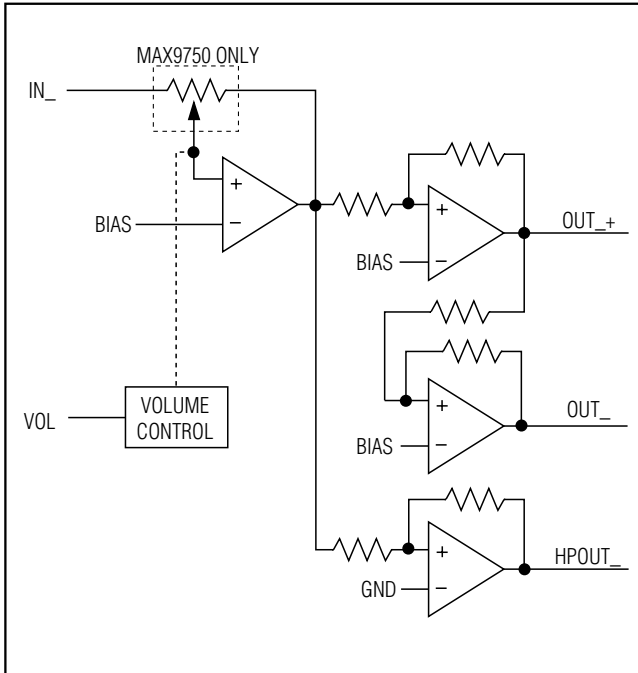 MAX9750 ONLY
IN_
+
BIAS
−
+
BIAS
−
OUT_+
VOL
VOLUME
CONTROL
+
BIAS
−
OUT_
+
GND
−
HPOUT_